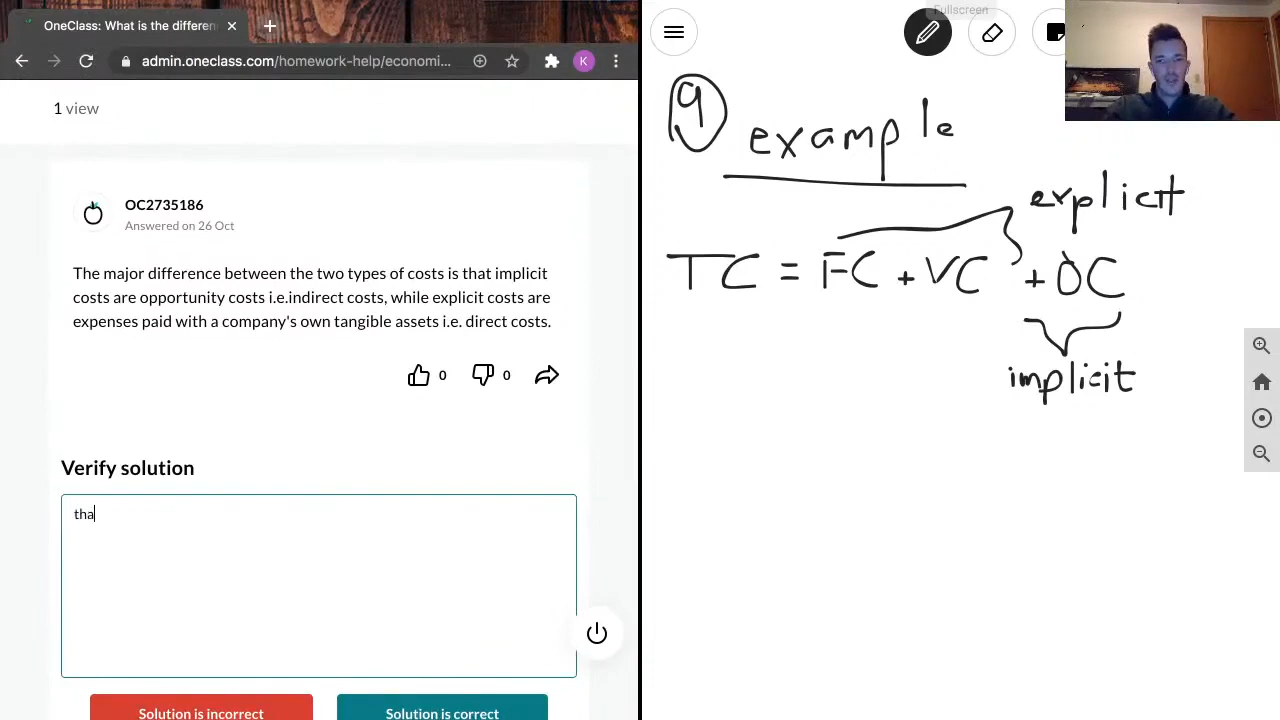 OneClass: What is the differen
admin.oneclass.com/homework-help/economi...
K
1 view
OC2735186
Answered on 26 Oct
The major difference between the two types of costs is that implicit
costs are opportunity costs i.e.indirect costs, while explicit costs are
expenses paid with a company's own tangible assets i.e. direct costs.
0
0
Verify solution
tha
Solution is incorrect
Solution is correct
Fullscreen
9
example
explicit
TC = FC + VC + OC
implicit